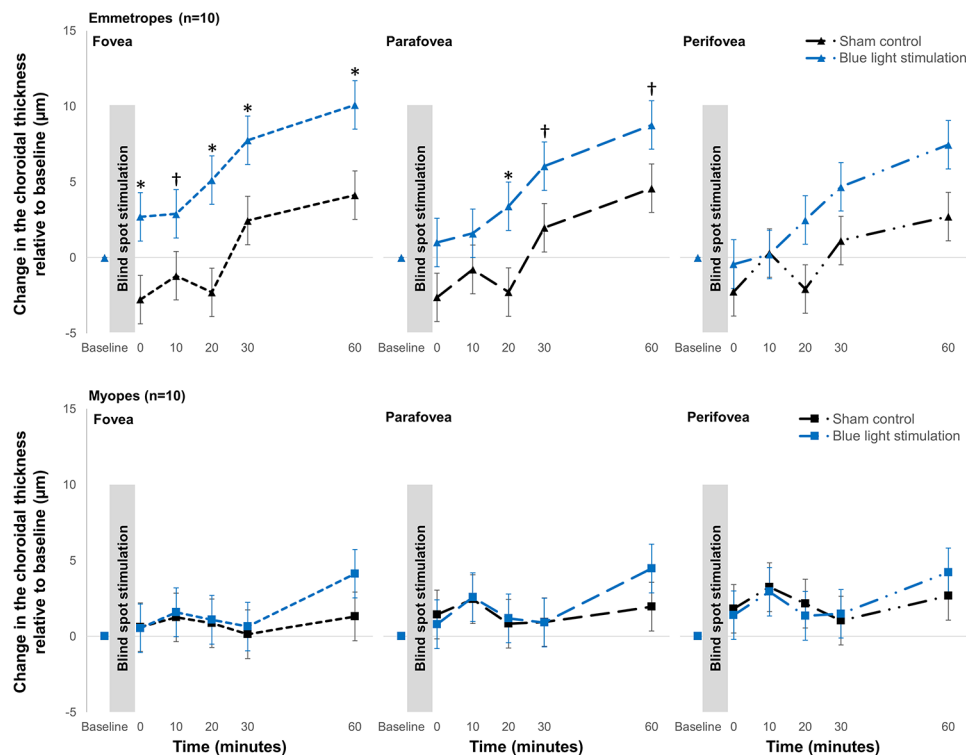 Emmetropes (n=10)
Fovea
Parafovea
Perifovea
Sham control
Blue light stimulation
Change in the choroidal thickness
relative to baseline (µm)
15
10
5
0
-5
Blind spot stimulation
* † * * *
Blind spot stimulation
* † †
Blind spot stimulation
Baseline 0 10 20 30 60
Baseline 0 10 20 30 60
Baseline 0 10 20 30 60
Myopes (n=10)
Fovea
Parafovea
Perifovea
Sham control
Blue light stimulation
Change in the choroidal thickness
relative to baseline (µm)
15
10
5
0
-5
Blind spot stimulation
Blind spot stimulation
Blind spot stimulation
Baseline 0 10 20 30 60
Baseline 0 10 20 30 60
Baseline 0 10 20 30 60
Time (minutes)
Time (minutes)
Time (minutes)